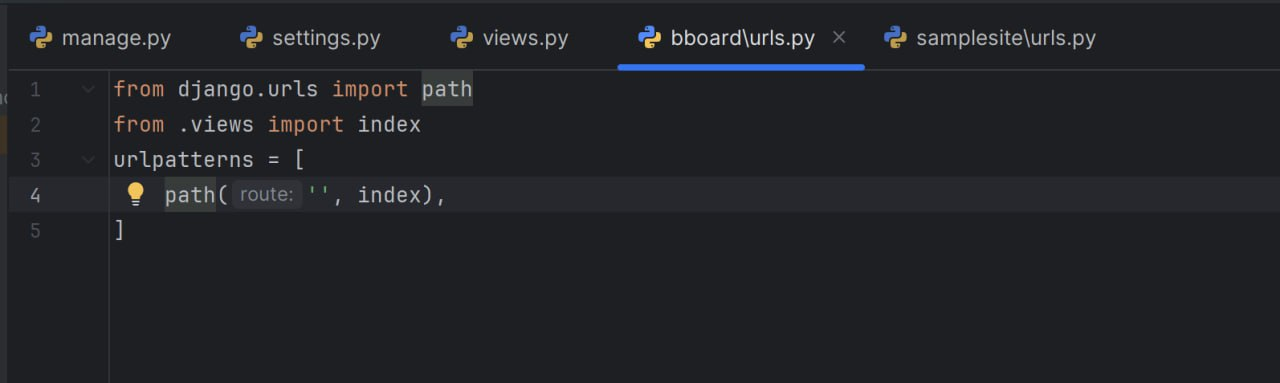 manage.py settings.py views.py bboard\urls.py × samplesite\urls.py
1 from django.urls import path
2 from .views import index
3 urlpatterns = [
4 path( route: '', index),
5 ]